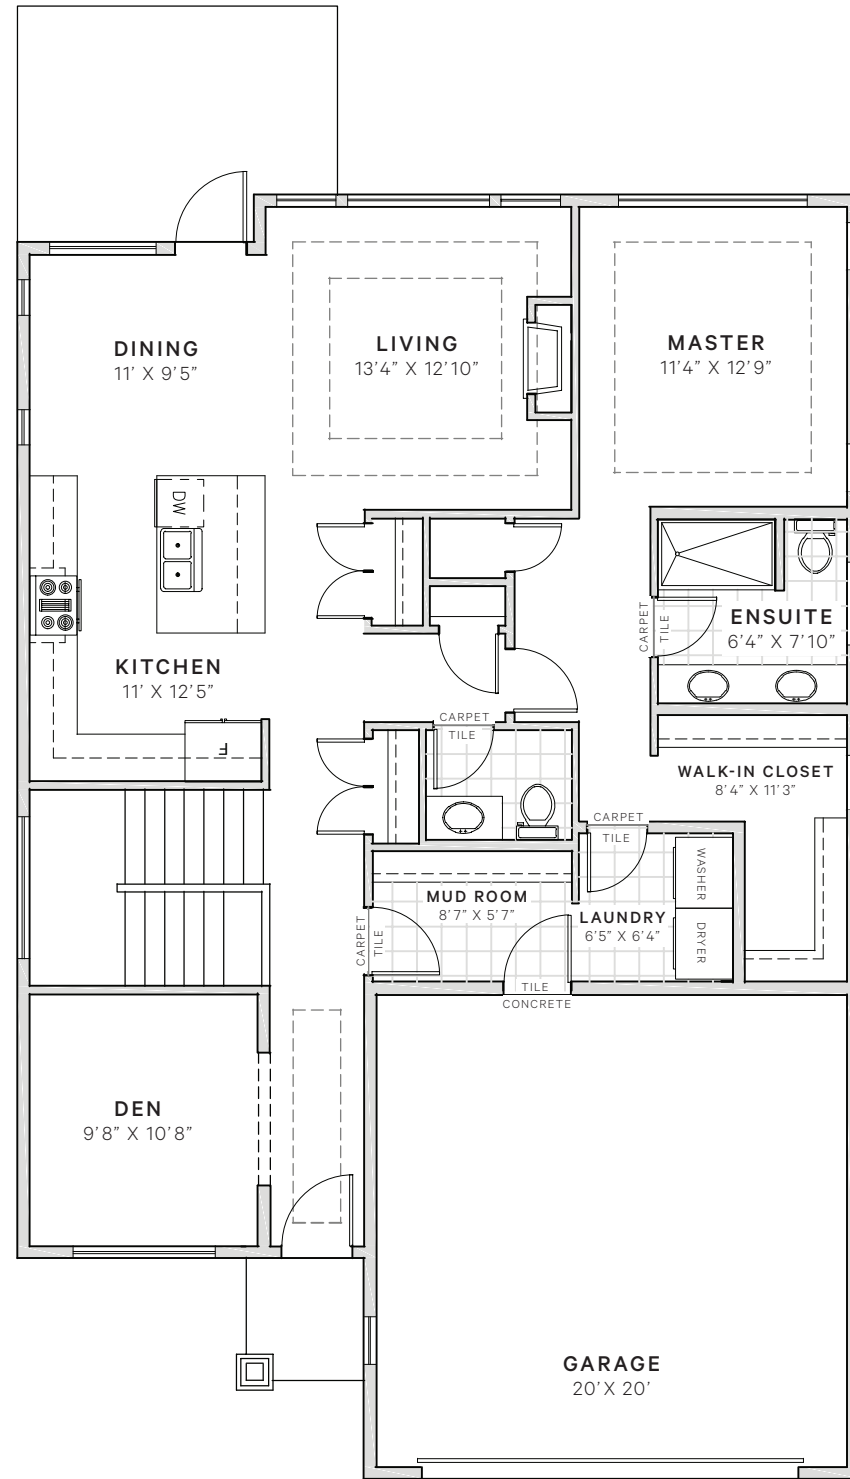 DINING
11’ X 9’5”
LIVING
13’4” X 12’10”
MASTER
11’4” X 12’9”
DW
ENSUITE
6’4” X 7’10”
CARPET
TILE
KITCHEN
11’ X 12’5”
F
CARPET
TILE
WALK-IN CLOSET
8’4” X 11’3”
CARPET
TILE
WASHER
DRYER
MUD ROOM
8’7” X 5’7”
LAUNDRY
6’5” X 6’4”
CARPET
TILE
TILE
CONCRETE
DEN
9’8” X 10’8”
GARAGE
20’ X 20’